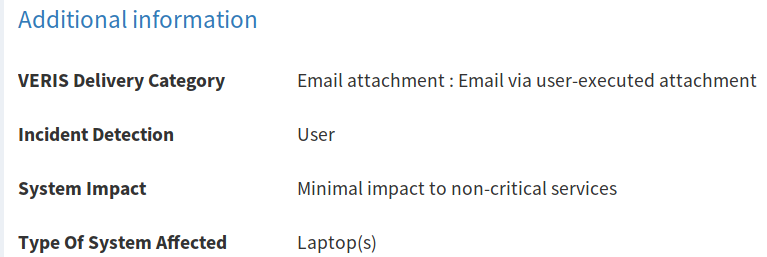 Additional information
VERIS Delivery Category Email attachment : Email via user-executed attachment
Incident Detection User
System Impact Minimal impact to non-critical services
Type Of System Affected Laptop(s)